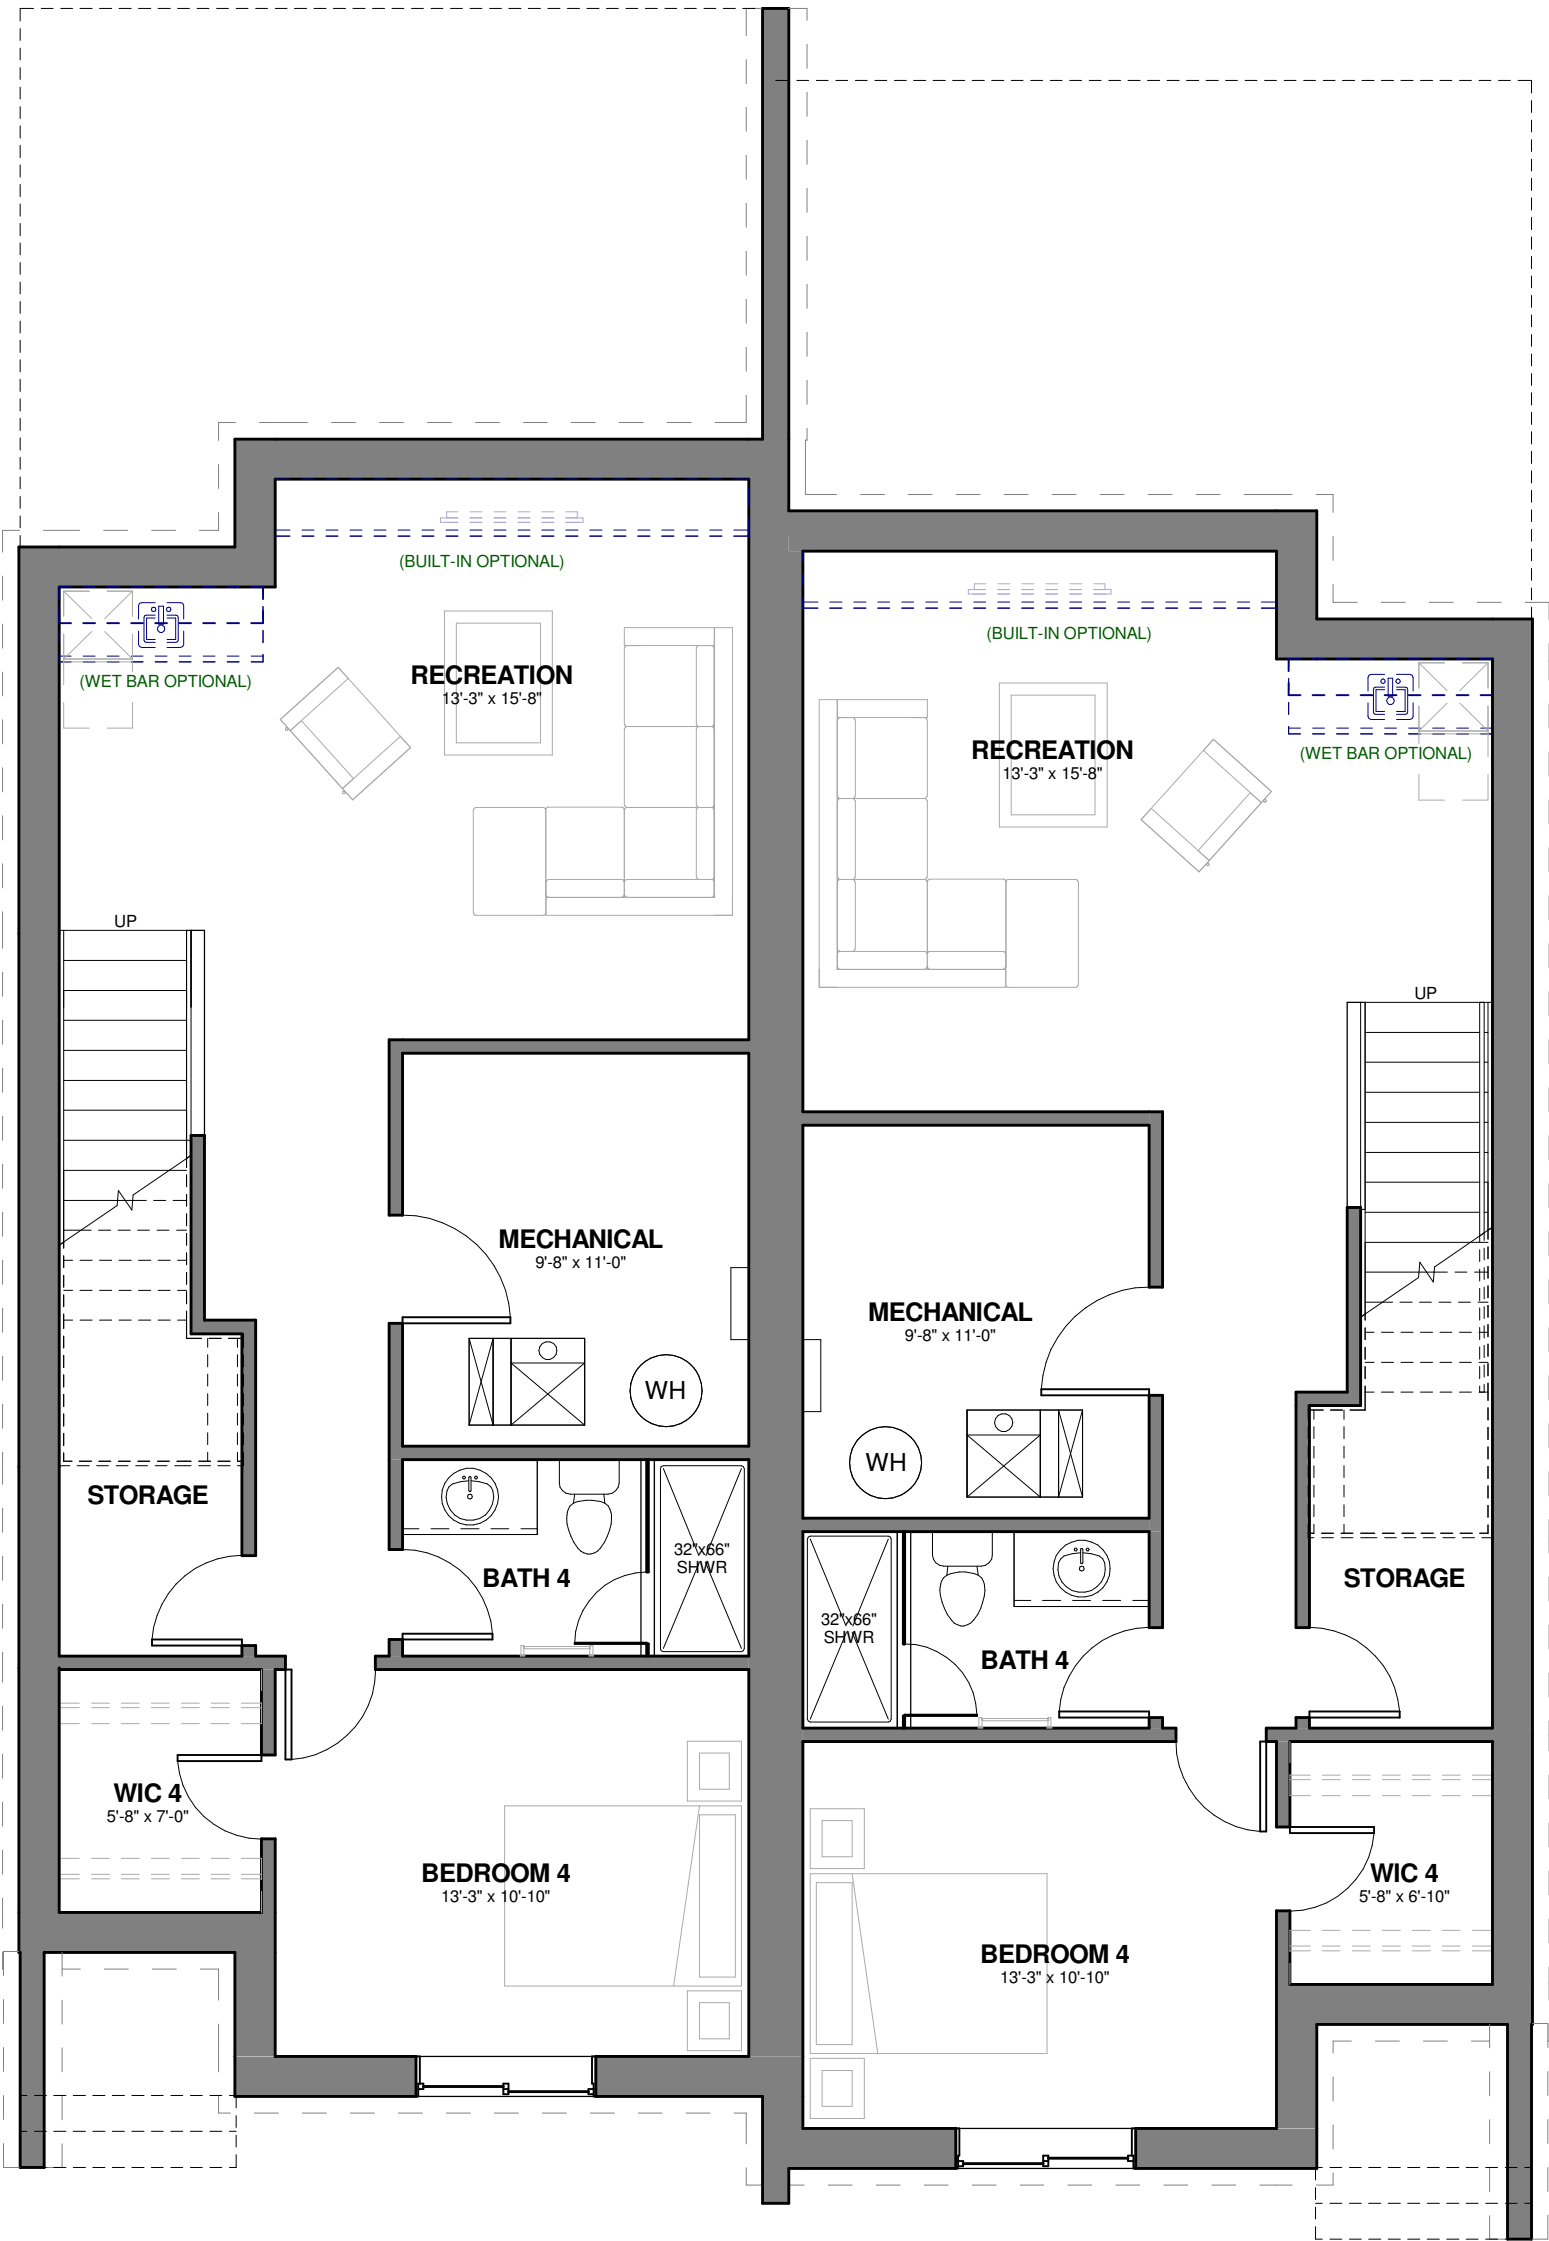 (BUILT-IN OPTIONAL)
(WET BAR OPTIONAL)
RECREATION
13'-3" x 15'-8"
UP
MECHANICAL
9'-8" x 11'-0"
WH
STORAGE
BATH 4
32"x66"
SHWR
WIC 4
5'-8" x 7'-0"
BEDROOM 4
13'-3" x 10'-10"
(BUILT-IN OPTIONAL)
(WET BAR OPTIONAL)
RECREATION
13'-3" x 15'-8"
UP
MECHANICAL
9'-8" x 11'-0"
WH
STORAGE
32"x66"
SHWR
BATH 4
WIC 4
5'-8" x 6'-10"
BEDROOM 4
13'-3" x 10'-10"